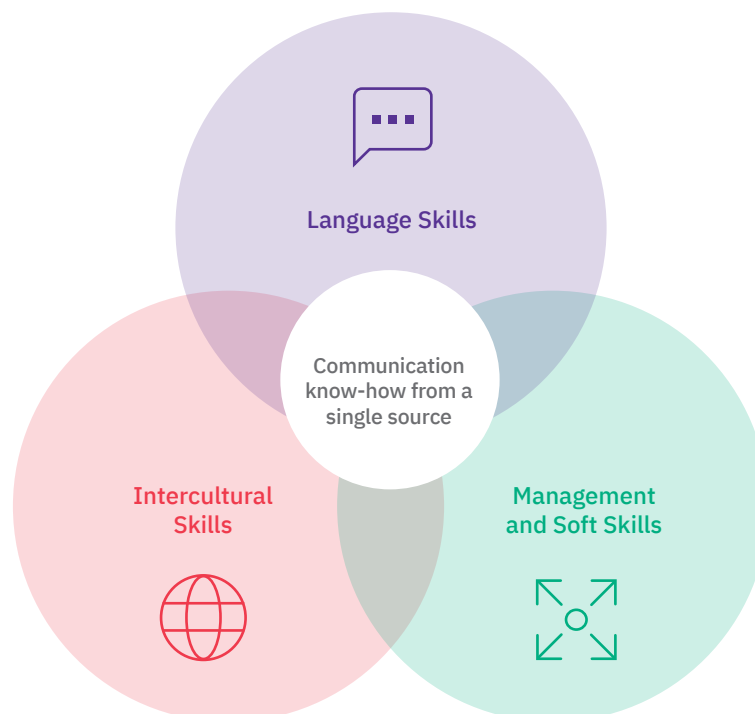 Language Skills
Communication
know-how from a
single source
Intercultural
Skills
Management
and Soft Skills